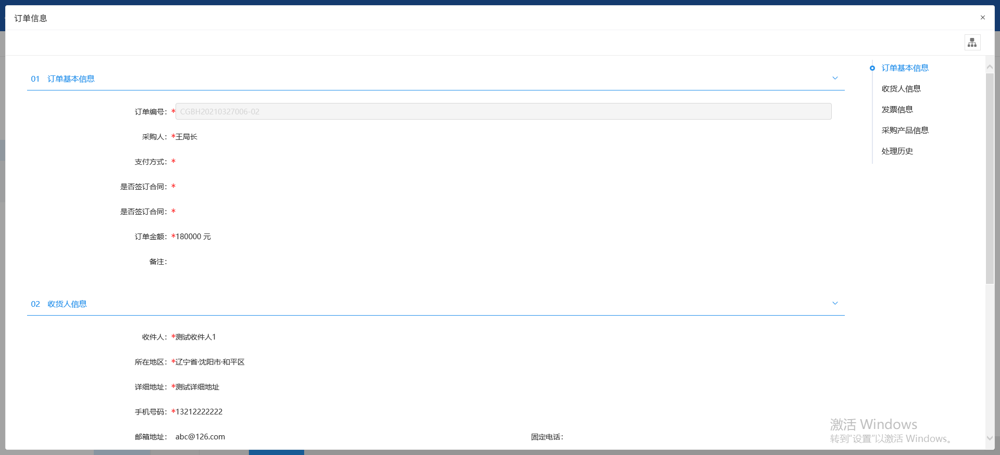 订单信息
×
01 订单基本信息
订单编号：*CGBH20210327006-02
采购人：*王局长
支付方式：*
是否签订合同：*
是否签订合同：*
订单金额：*180000 元
备注：
02 收货人信息
收件人：*测试收件人1
所在地区：*辽宁省·沈阳市·和平区
详细地址：*测试详细地址
手机号码：*13212222222
邮箱地址： abc@126.com 固定电话：
订单基本信息
收货人信息
发票信息
采购产品信息
处理历史
激活 Windows
转到“设置”以激活 Windows。